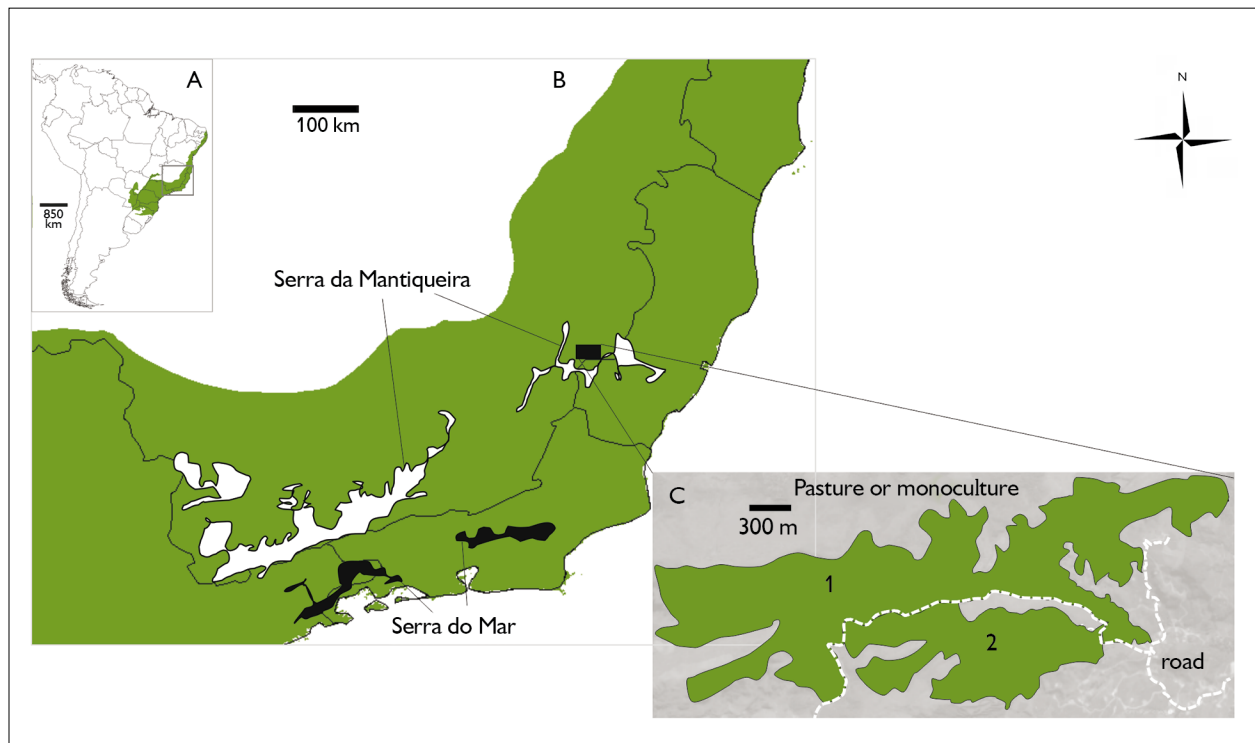 A
B
N
100 km
850
km
Serra da Mantiqueira
C
Pasture or monoculture
300 m
1
Serra do Mar
2
road